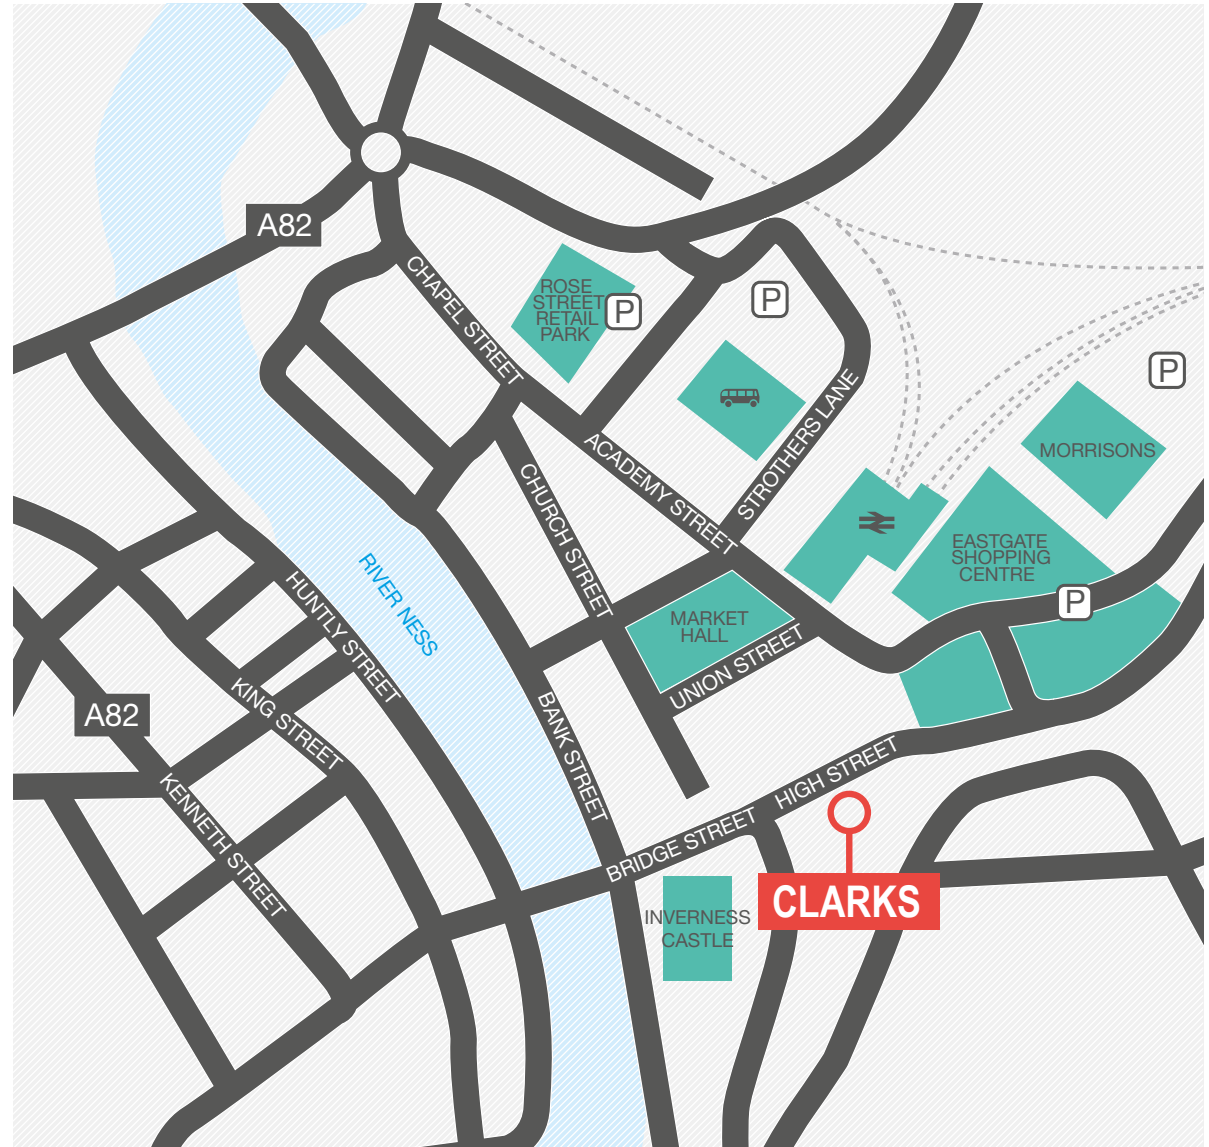 A82
CHAPEL STREET
ROSE
STREET
RETAIL
PARK
P
P
P
STROTHERS LANE
ACADEMY STREET
MORRISONS
CHURCH STREET
EASTGATE
SHOPPING
CENTRE
P
RIVER NESS
HUNTLY STREET
MARKET
HALL
UNION STREET
KING STREET
A82
BANK STREET
HIGH STREET
KENNETH STREET
BRIDGE STREET
CLARKS
INVERNESS
CASTLE